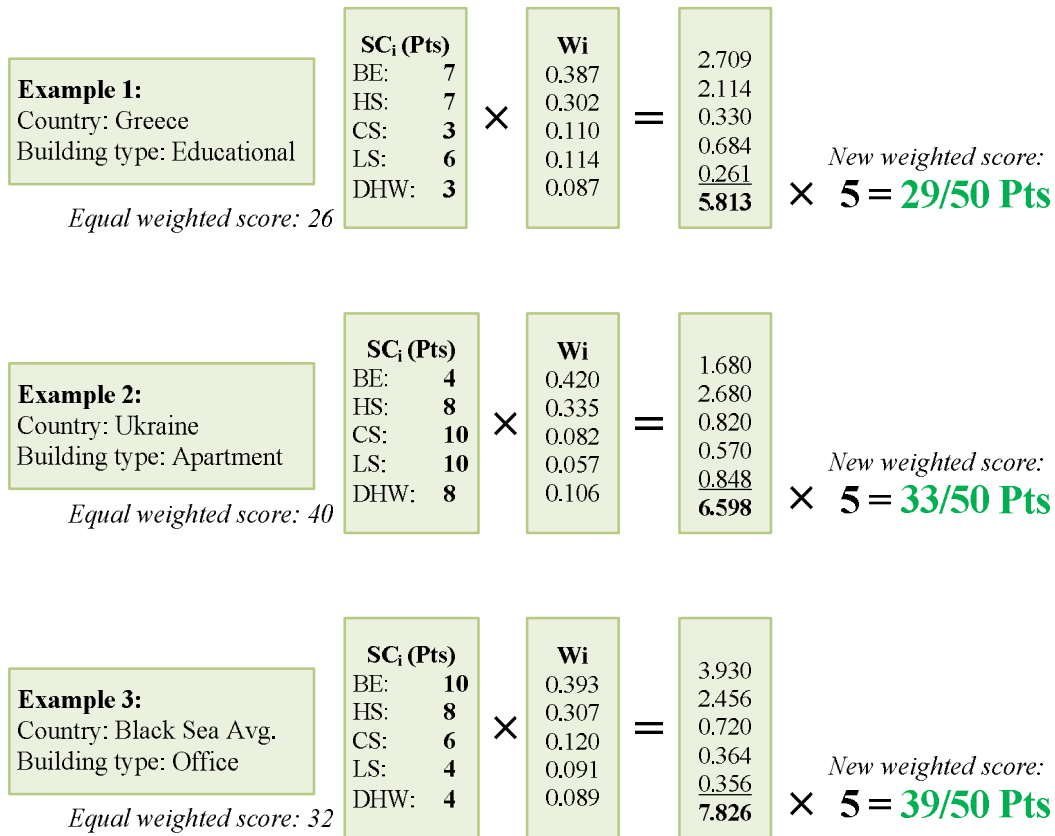 Example 1:
Country: Greece
Building type: Educational
Equal weighted score: 26
SCi (Pts)
BE: 7
HS: 7
CS: 3
LS: 6
DHW: 3
×
Wi
0.387
0.302
0.110
0.114
0.087
=
2.709
2.114
0.330
0.684
0.261
5.813
New weighted score:
× 5 = 29/50 Pts
Example 2:
Country: Ukraine
Building type: Apartment
Equal weighted score: 40
SCi (Pts)
BE: 4
HS: 8
CS: 10
LS: 10
DHW: 8
×
Wi
0.420
0.335
0.082
0.057
0.106
=
1.680
2.680
0.820
0.570
0.848
6.598
New weighted score:
× 5 = 33/50 Pts
Example 3:
Country: Black Sea Avg.
Building type: Office
Equal weighted score: 32
SCi (Pts)
BE: 10
HS: 8
CS: 6
LS: 4
DHW: 4
×
Wi
0.393
0.307
0.120
0.091
0.089
=
3.930
2.456
0.720
0.364
0.356
7.826
New weighted score:
× 5 = 39/50 Pts